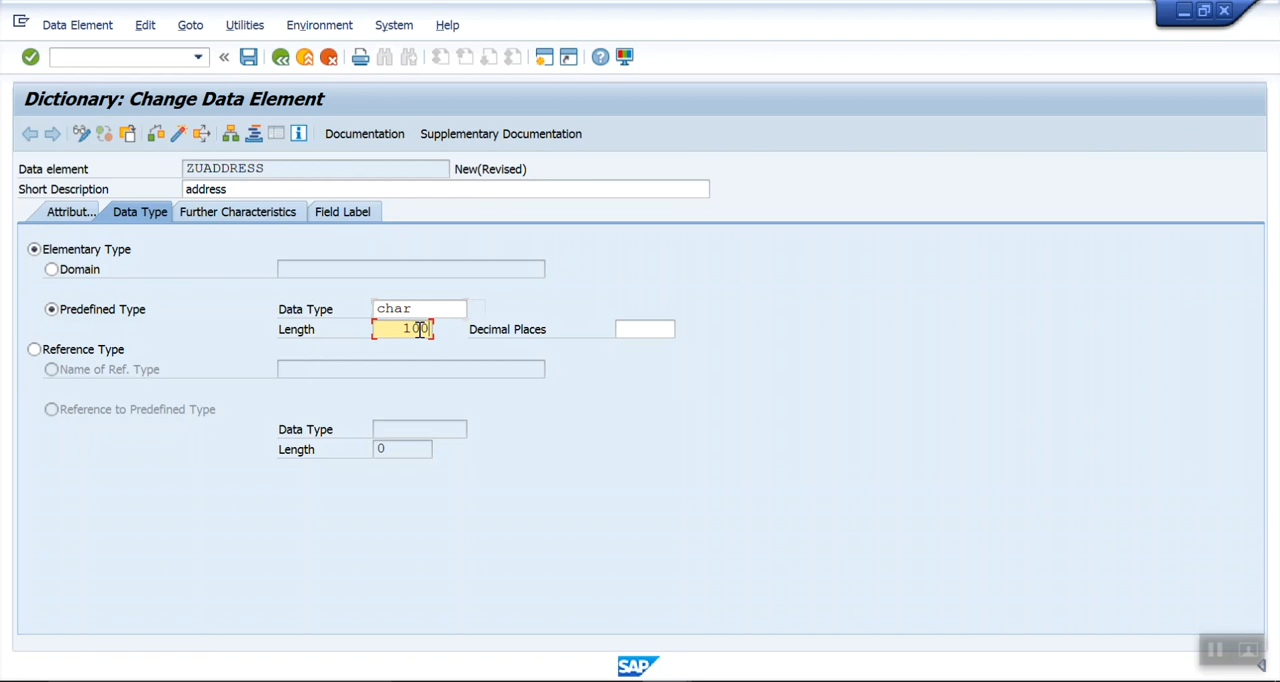 Data Element Edit Goto Utilities Environment System Help
Dictionary: Change Data Element
Documentation Supplementary Documentation
Data element ZUADDRESS New(Revised)
Short Description address
Attribut... Data Type Further Characteristics Field Label
Elementary Type
Domain
Predefined Type Data Type char
Length 100 Decimal Places
Reference Type
Name of Ref. Type
Reference to Predefined Type
Data Type
Length 0
SAP